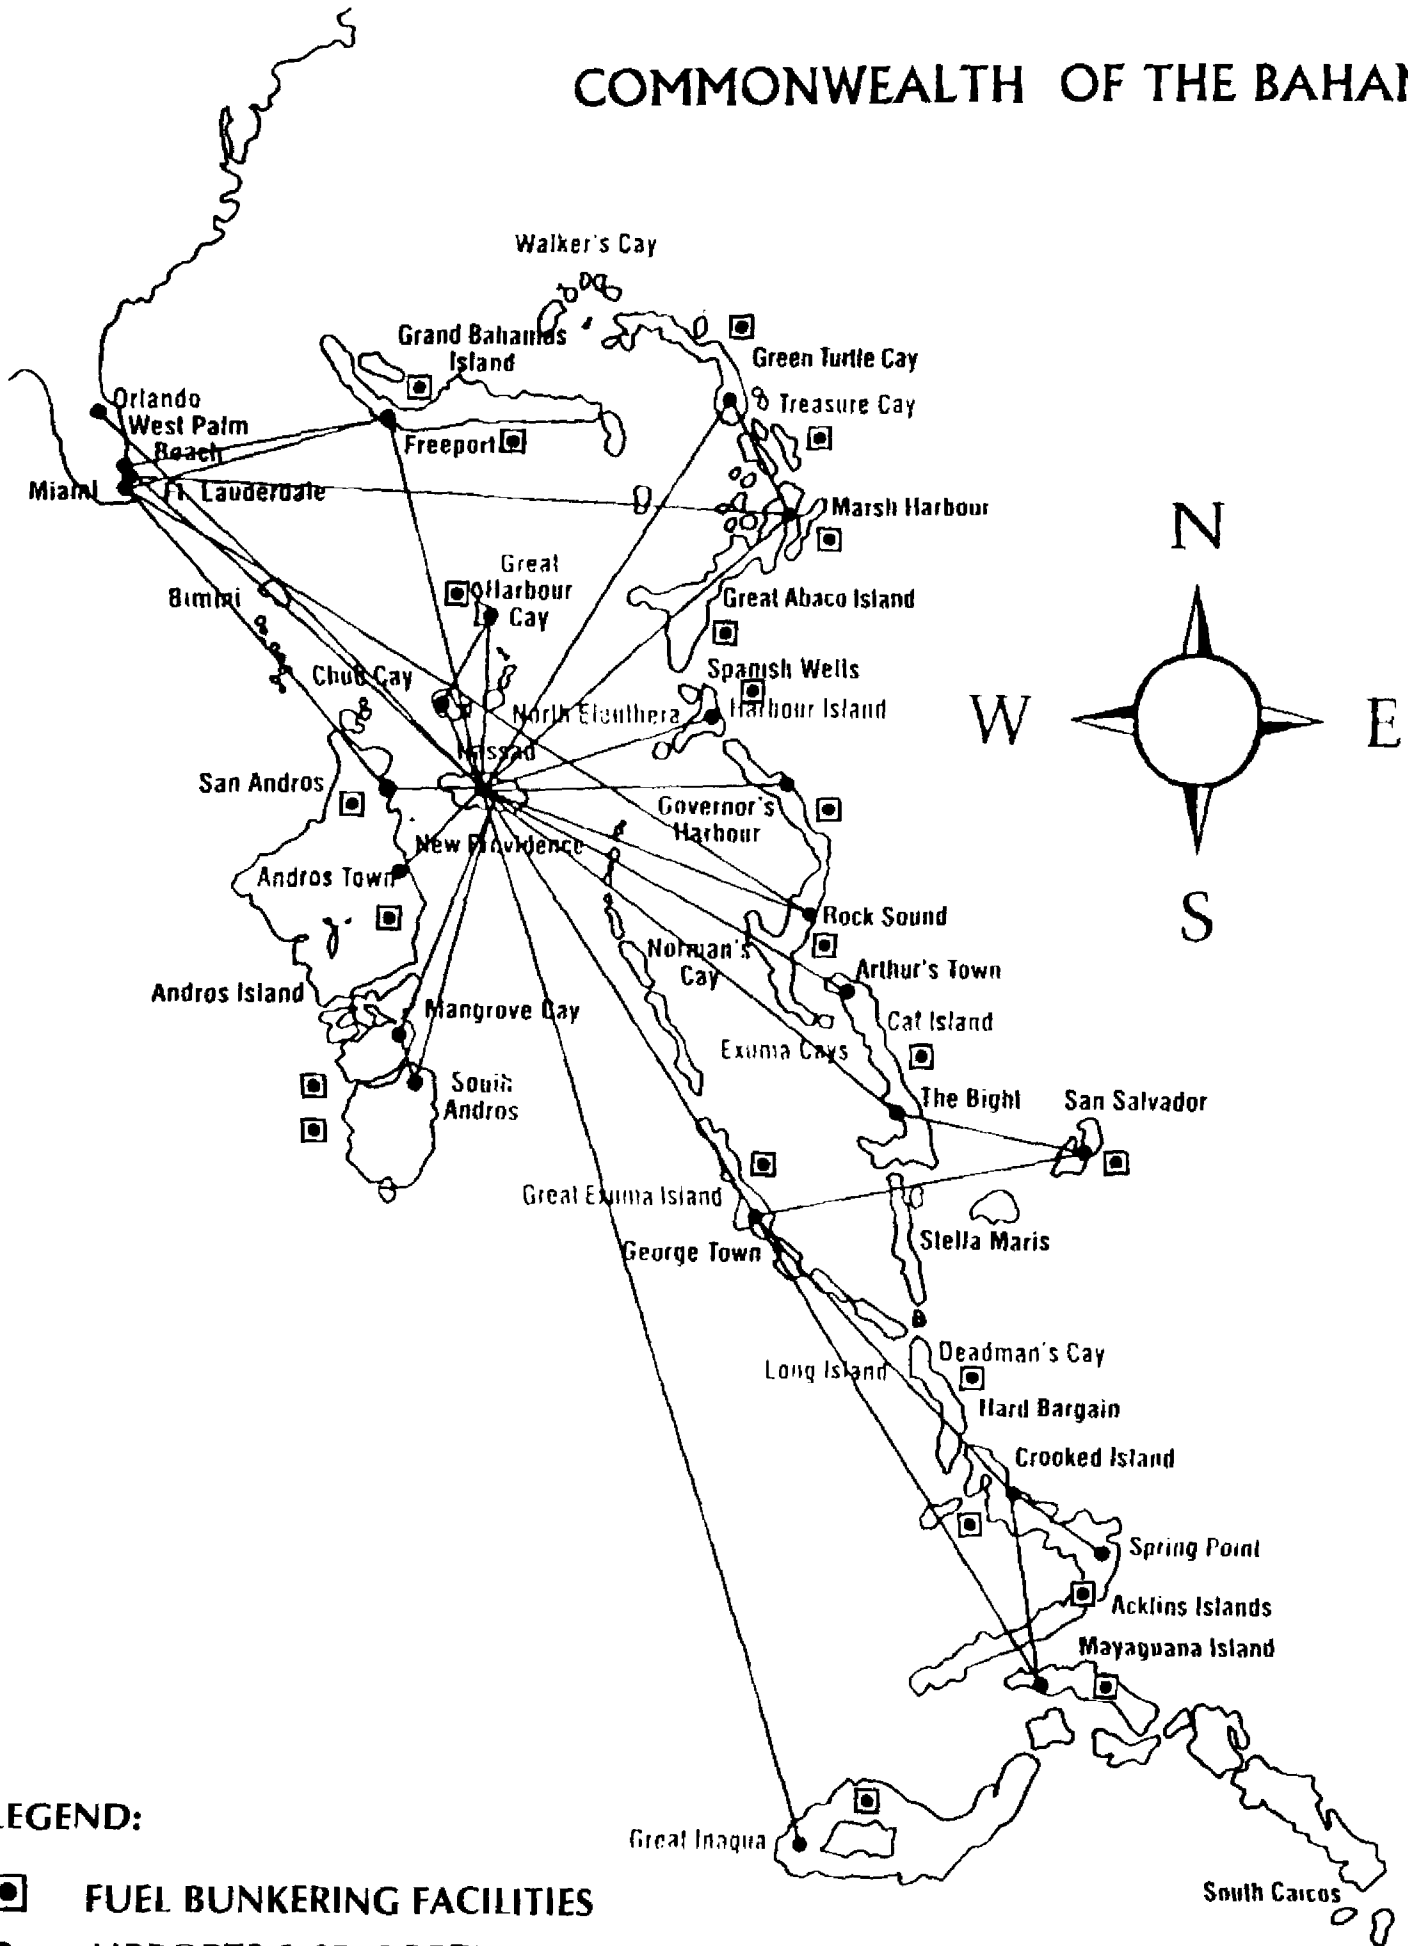 COMMONWEALTH OF THE BAHAM
Walker's Cay
Grand Bahamas
Island
Green Turtle Cay
Orlando
Treasure Cay
West Palm
Beach
Freeport
Miami
Ft. Lauderdale
Marsh Harbour
N
Great
Harbour
Cay
Bimini
Great Abaco Island
Spanish Wells
Chub Cay
North Eleuthera
Harbour Island
W
E
Nassau
San Andros
Governor's
Harbour
New Providence
Andros Town
Rock Sound
S
Norman's
Cay
Arthur's Town
Andros Island
Mangrove Cay
Cat Island
Exuma Cays
South
Andros
The Bight
San Salvador
Great Exuma Island
George Town
Stella Maris
Deadman's Cay
Long Island
Hard Bargain
Crooked Island
Spring Point
Acklins Islands
Mayaguana Island
LEGEND:
Great Inagua
FUEL BUNKERING FACILITIES
South Caicos